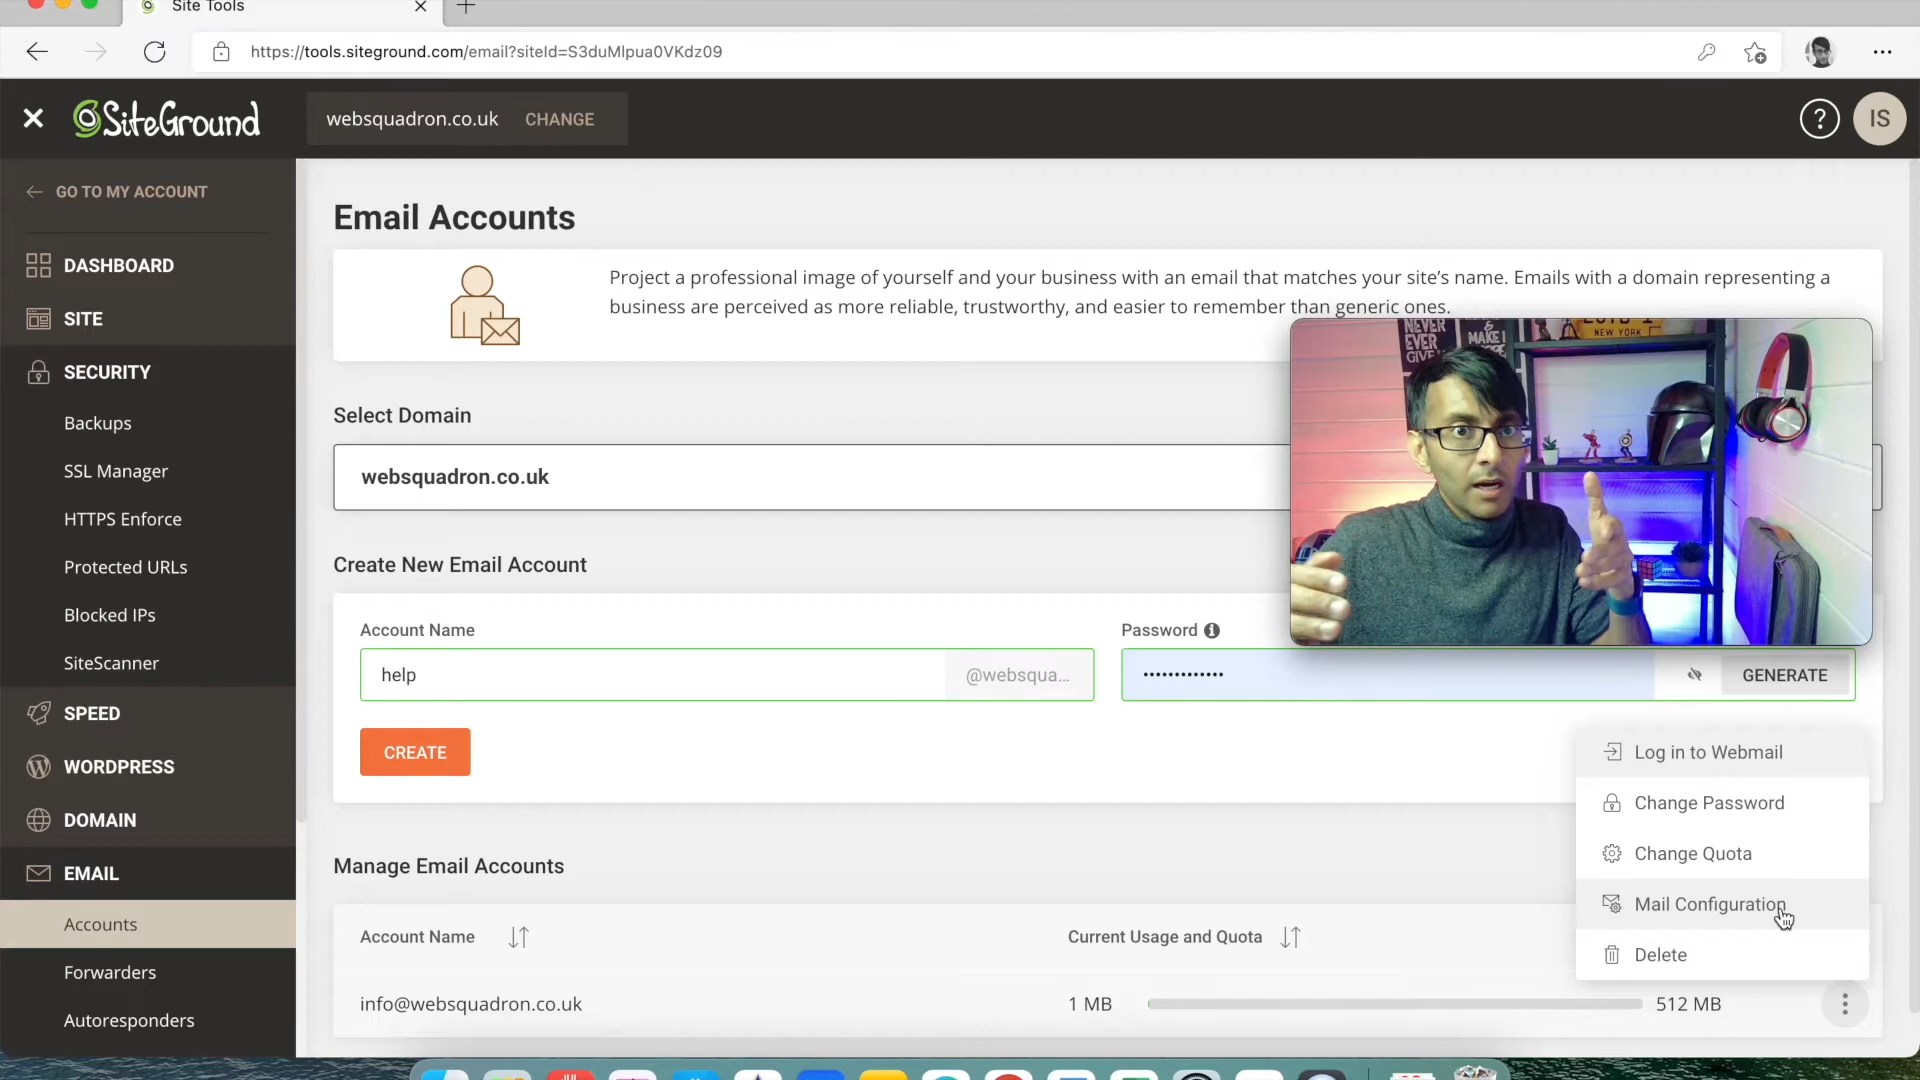 Site Tools
https://tools.siteground.com/email?siteId=S3duMlpua0VKdz09
SiteGround
websquadron.co.uk CHANGE
?
IS
GO TO MY ACCOUNT
DASHBOARD
SITE
SECURITY
Backups
SSL Manager
HTTPS Enforce
Protected URLs
Blocked IPs
SiteScanner
SPEED
WORDPRESS
DOMAIN
EMAIL
Accounts
Forwarders
Autoresponders
Email Accounts
Project a professional image of yourself and your business with an email that matches your site's name. Emails with a domain representing a
business are perceived as more reliable, trustworthy, and easier to remember than generic ones.
NEVER
EVER
GIVE
MAKE I
NEW YORK
Select Domain
websquadron.co.uk
Create New Email Account
Account Name
help
@websqua...
Password
•••••••••••••
GENERATE
CREATE
Log in to Webmail
Change Password
Change Quota
Mail Configuration
Delete
Manage Email Accounts
Account Name
Current Usage and Quota
info@websquadron.co.uk
1 MB
512 MB